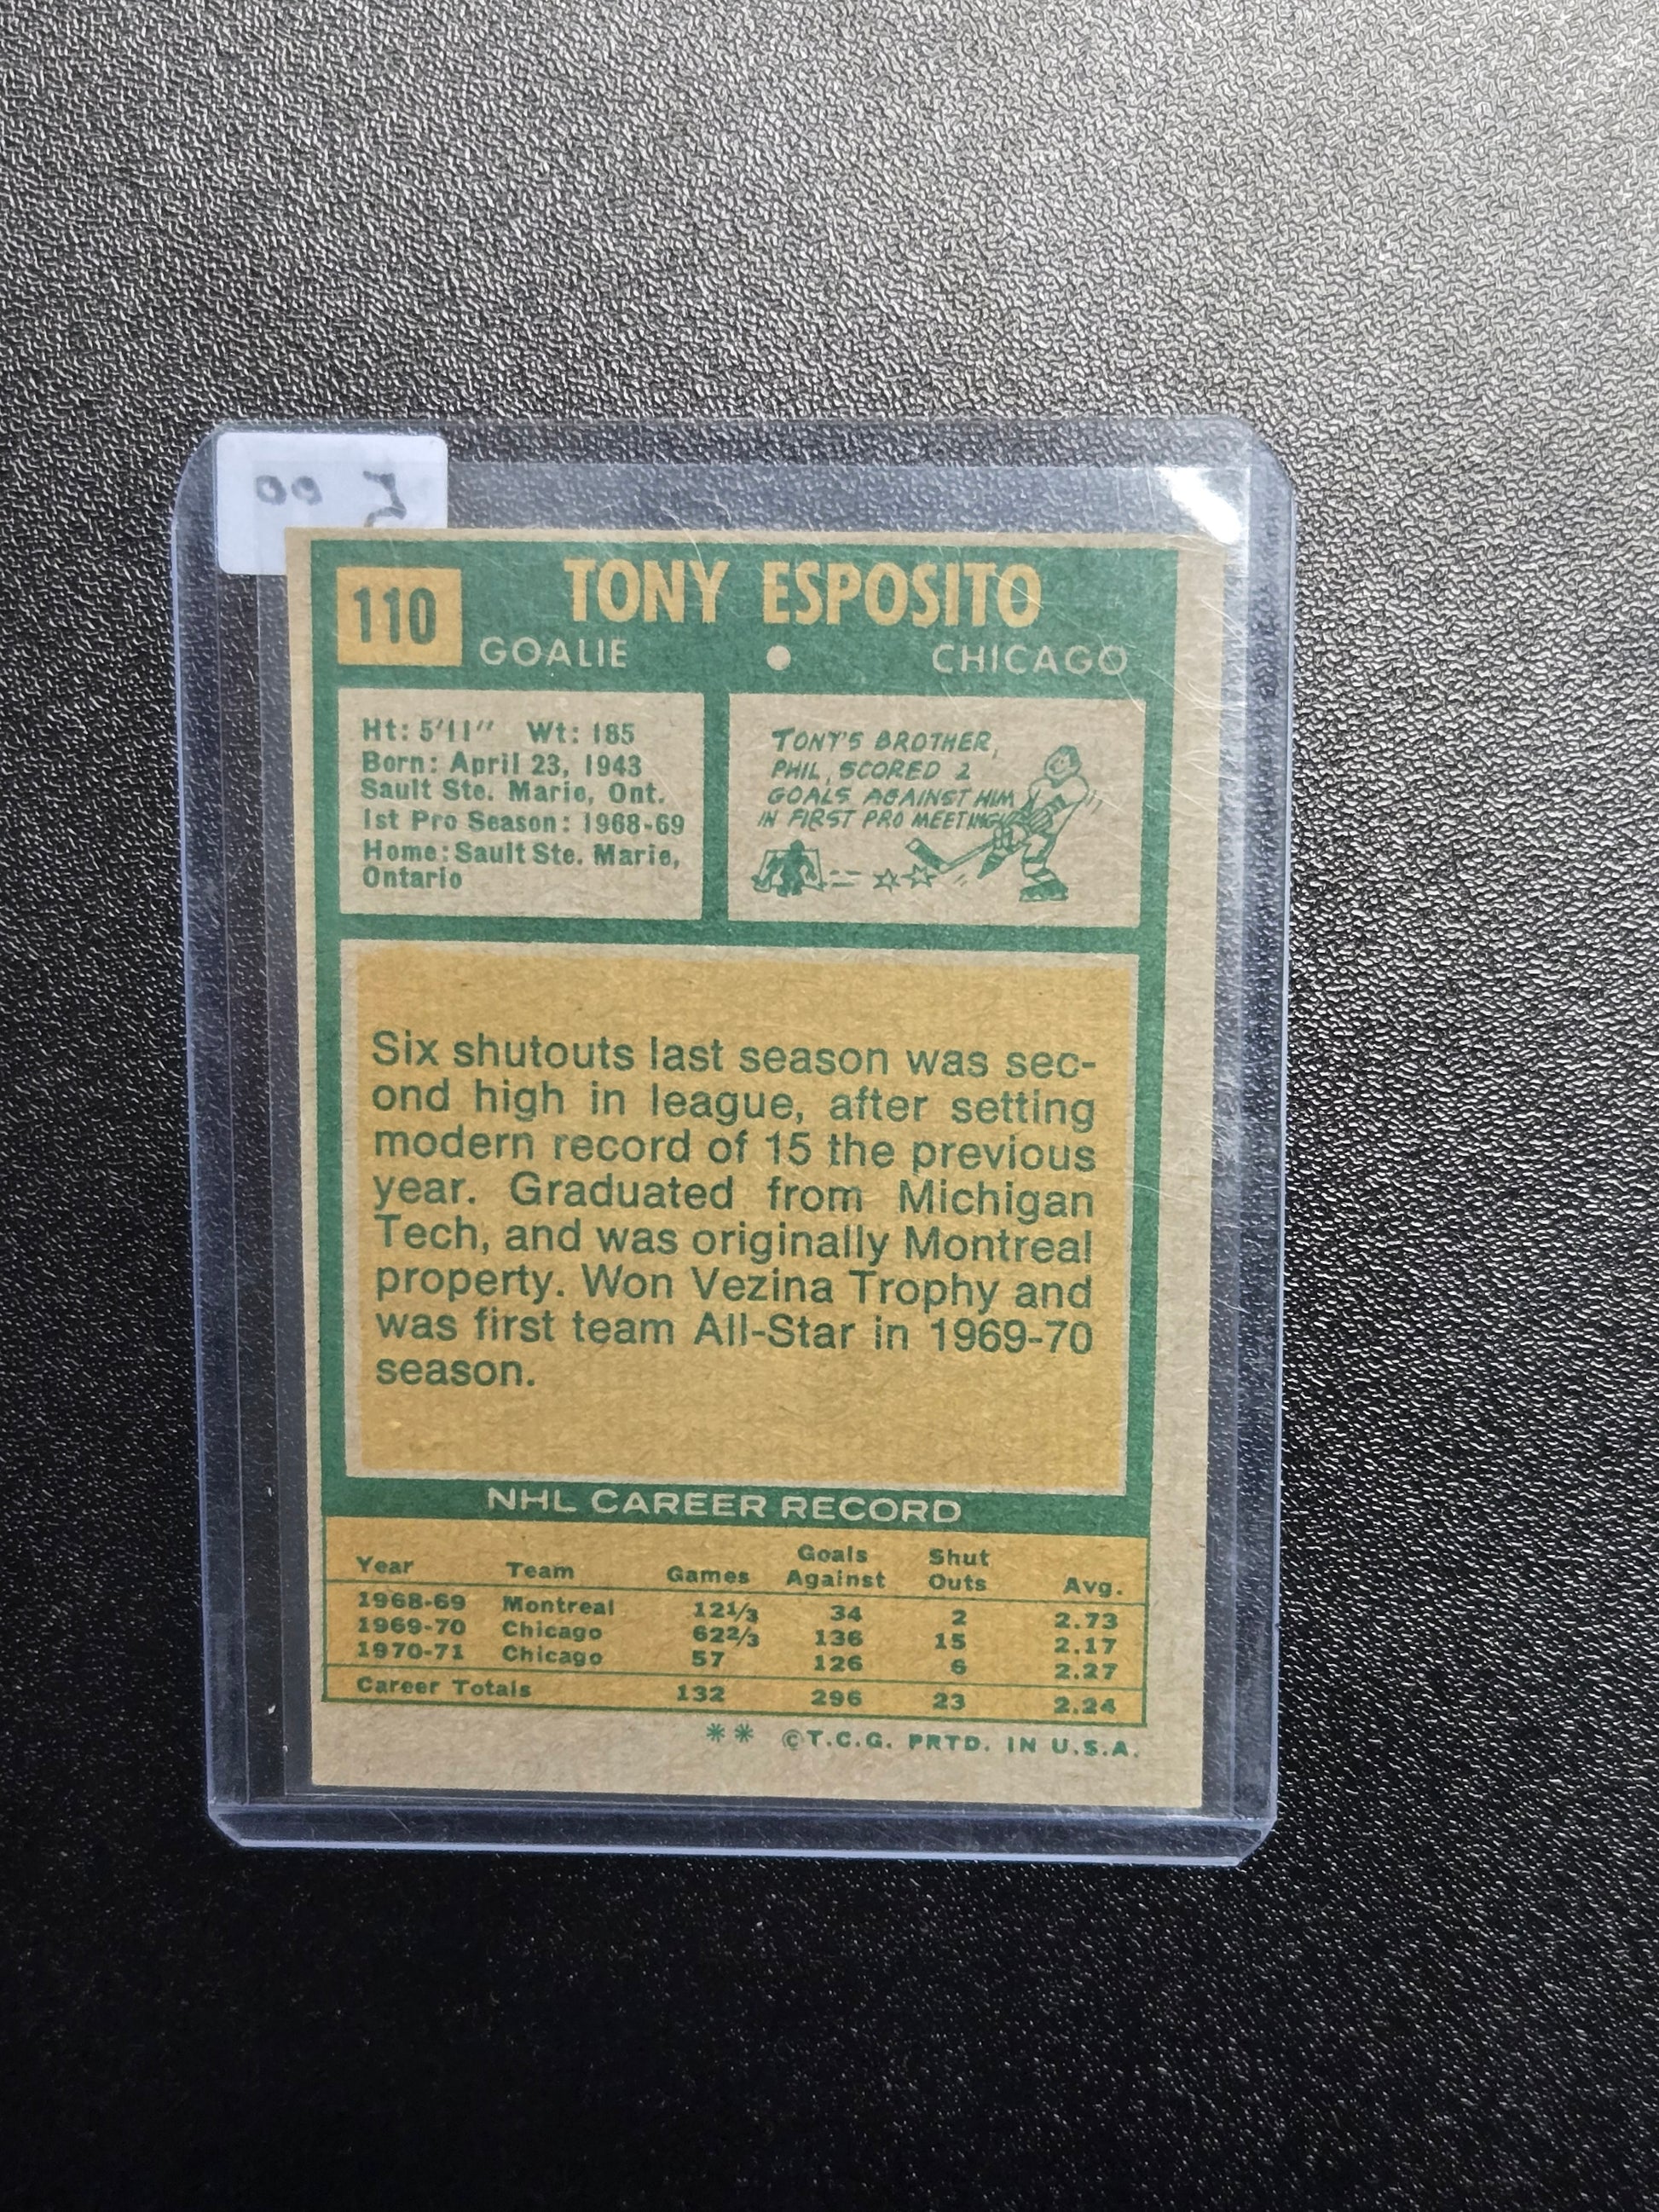 110
TONY ESPOSITO
GOALIE • CHICAGO
Ht: 5'11" Wt: 185
Born: April 23, 1943
Sault Ste. Marie, Ont.
1st Pro Season: 1968-69
Home: Sault Ste. Marie,
Ontario
TONY'S BROTHER,
PHIL, SCORED 2
GOALS AGAINST HIM
IN FIRST PRO MEETING
Six shutouts last season was sec-
ond high in league, after setting
modern record of 15 the previous
year. Graduated from Michigan
Tech, and was originally Montreal
property. Won Vezina Trophy and
was first team All-Star in 1969-70
season.
NHL CAREER RECORD
Year Team Games Goals Against Shut Outs Avg.
1968-69 Montreal 12 1/3 34 2 2.73
1969-70 Chicago 62 2/3 136 15 2.17
1970-71 Chicago 57 126 6 2.27
Career Totals 132 296 23 2.24
** ©T.C.G. PRTD. IN U.S.A.